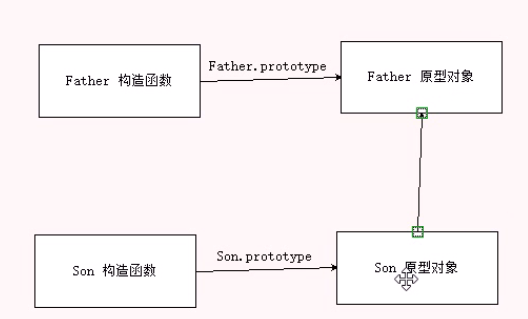 Father.prototype
Father 构造函数
Father 原型对象
Son.prototype
Son 构造函数
Son 原型对象